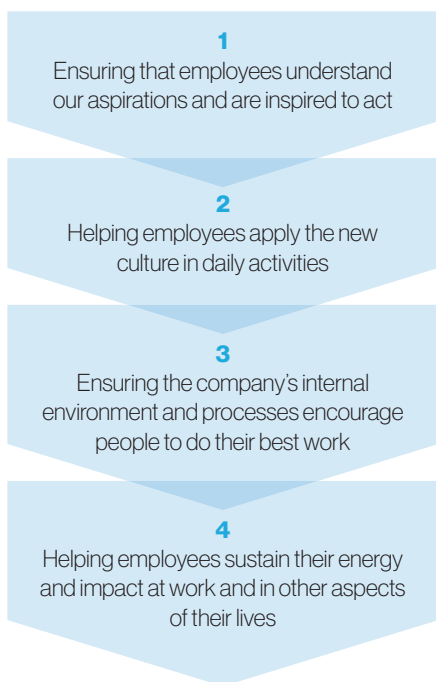 1
Ensuring that employees understand
our aspirations and are inspired to act
2
Helping employees apply the new
culture in daily activities
3
Ensuring the company's internal
environment and processes encourage
people to do their best work
4
Helping employees sustain their energy
and impact at work and in other aspects
of their lives